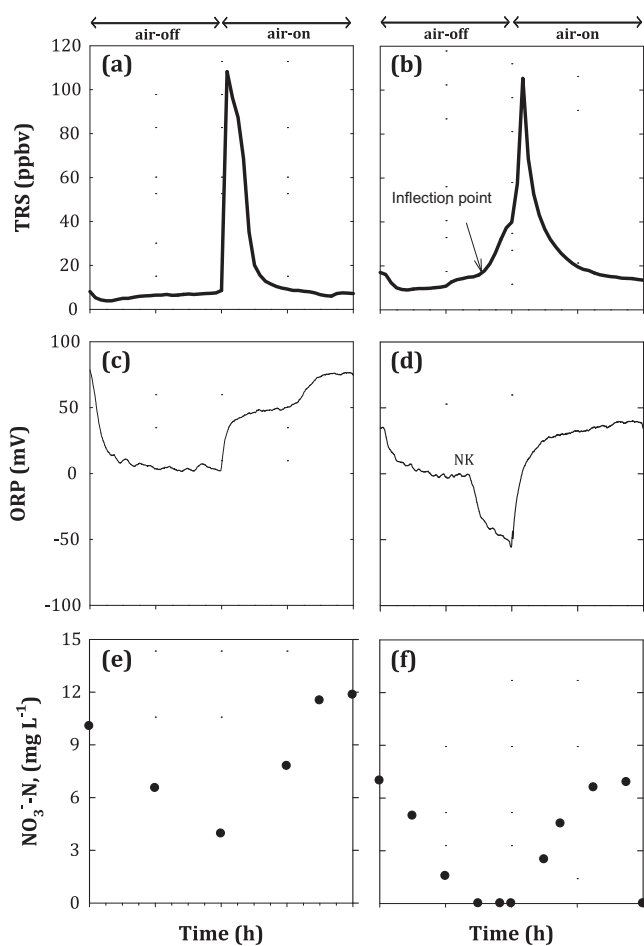 air-off air-on air-off air-on
(a) (b)
120
100
80
60
40
20
0
TRS (ppbv)
Inflection point
(c) (d)
100
50
0
-50
-100
ORP (mV)
NK
(e) (f)
15
12
9
6
3
0
NO₃⁻-N, (mg L⁻¹)
Time (h) Time (h)